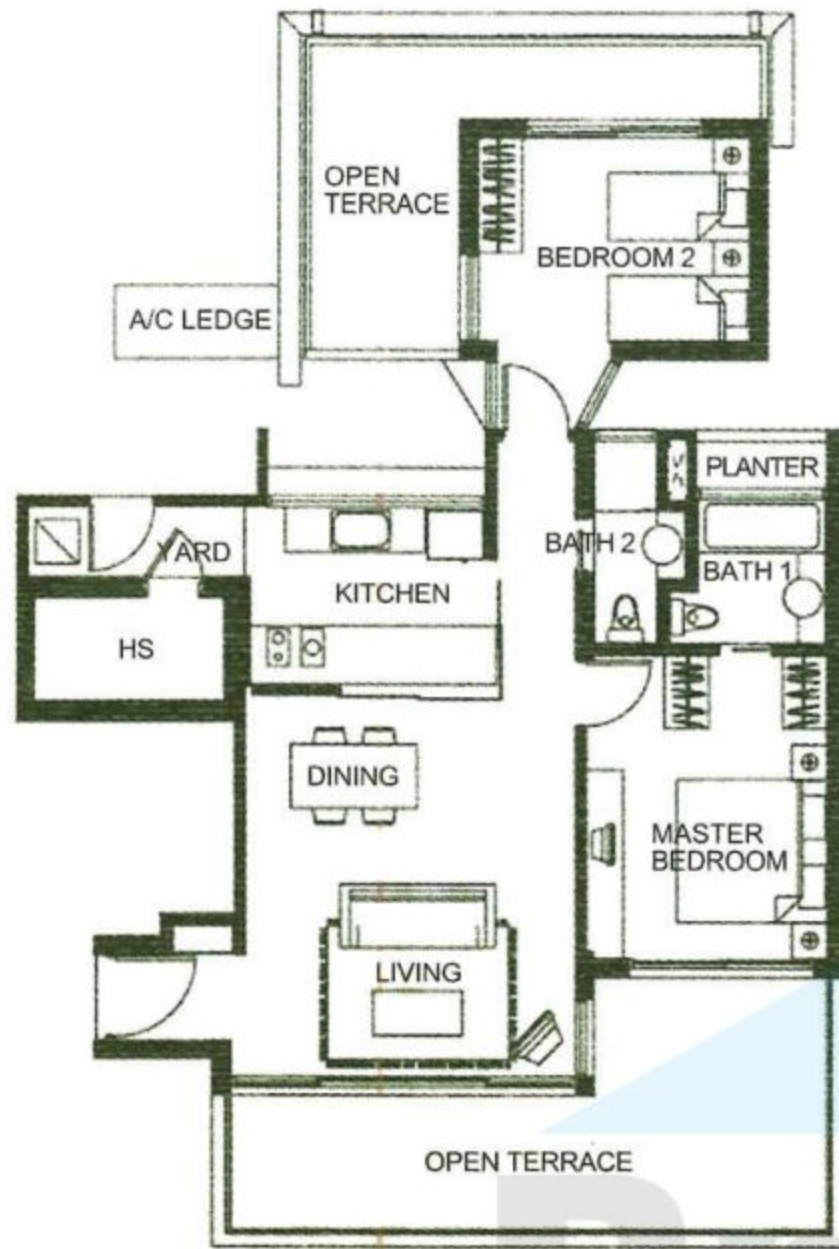 OPEN
TERRACE
BEDROOM 2
A/C LEDGE
PLANTER
YARD
BATH 2
BATH 1
KITCHEN
HS
DINING
MASTER
BEDROOM
LIVING
OPEN TERRACE